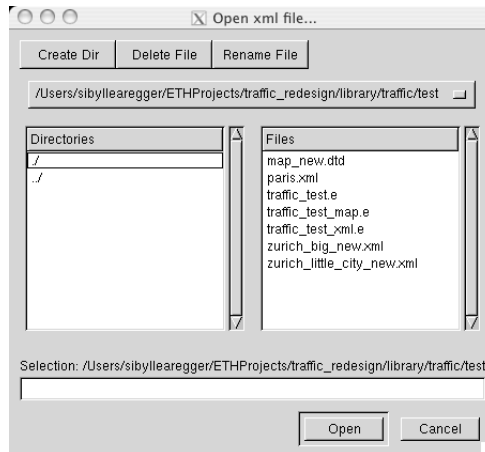 Open xml file...
Create Dir Delete File Rename File
/Users/sibyllearegger/ETHProjects/traffic_redesign/library/traffic/test
Directories
./
../
Files
map_new.dtd
paris.xml
traffic_test.e
traffic_test_map.e
traffic_test_xml.e
zurich_big_new.xml
zurich_little_city_new.xml
Selection: /Users/sibyllearegger/ETHProjects/traffic_redesign/library/traffic/test
Open Cancel